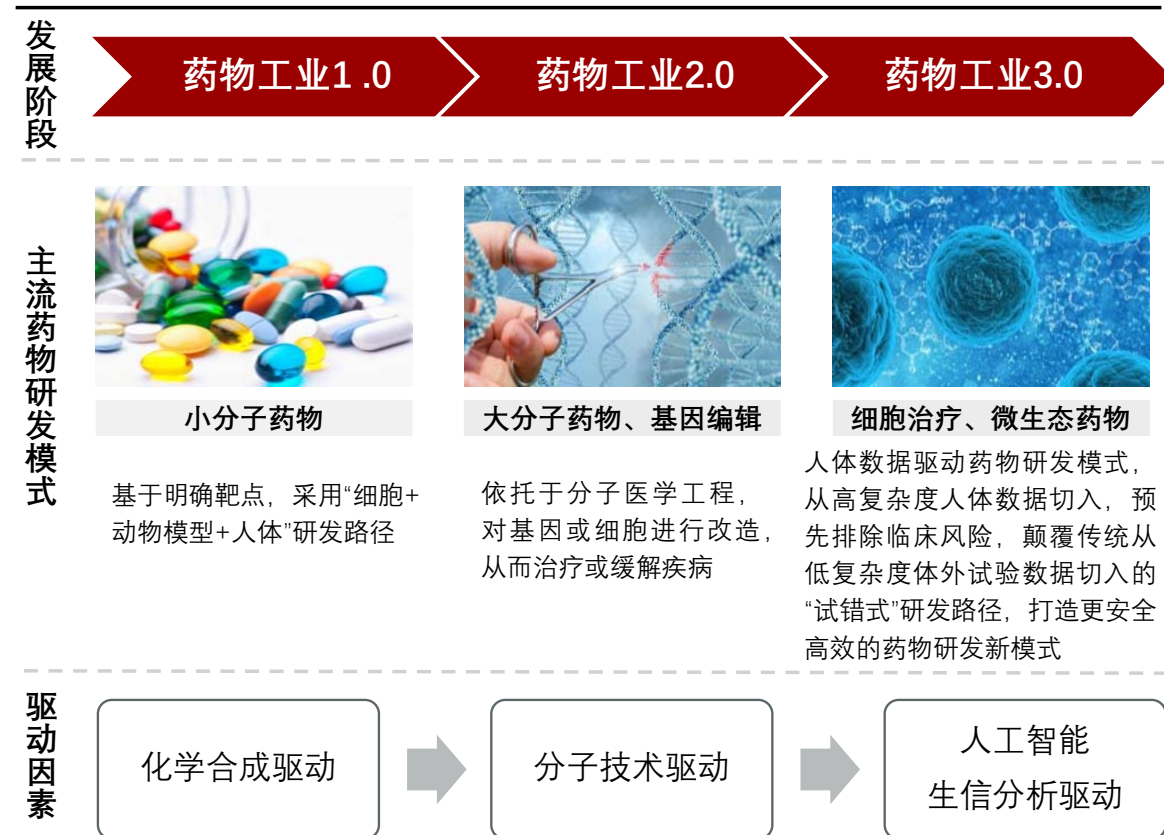 发展阶段
药物工业1 .0
药物工业2.0
药物工业3.0
主流药物研发模式
小分子药物
大分子药物、基因编辑
细胞治疗、微生态药物
基于明确靶点，采用“细胞+
动物模型+人体”研发路径
依托于分子医学工程，
对基因或细胞进行改造，
从而治疗或缓解疾病
人体数据驱动药物研发模式，
从高复杂度人体数据切入，预
先排除临床风险，颠覆传统从
低复杂度体外试验数据切入的
“试错式”研发路径，打造更安全
高效的药物研发新模式
驱动因素
化学合成驱动
分子技术驱动
人工智能
生信分析驱动